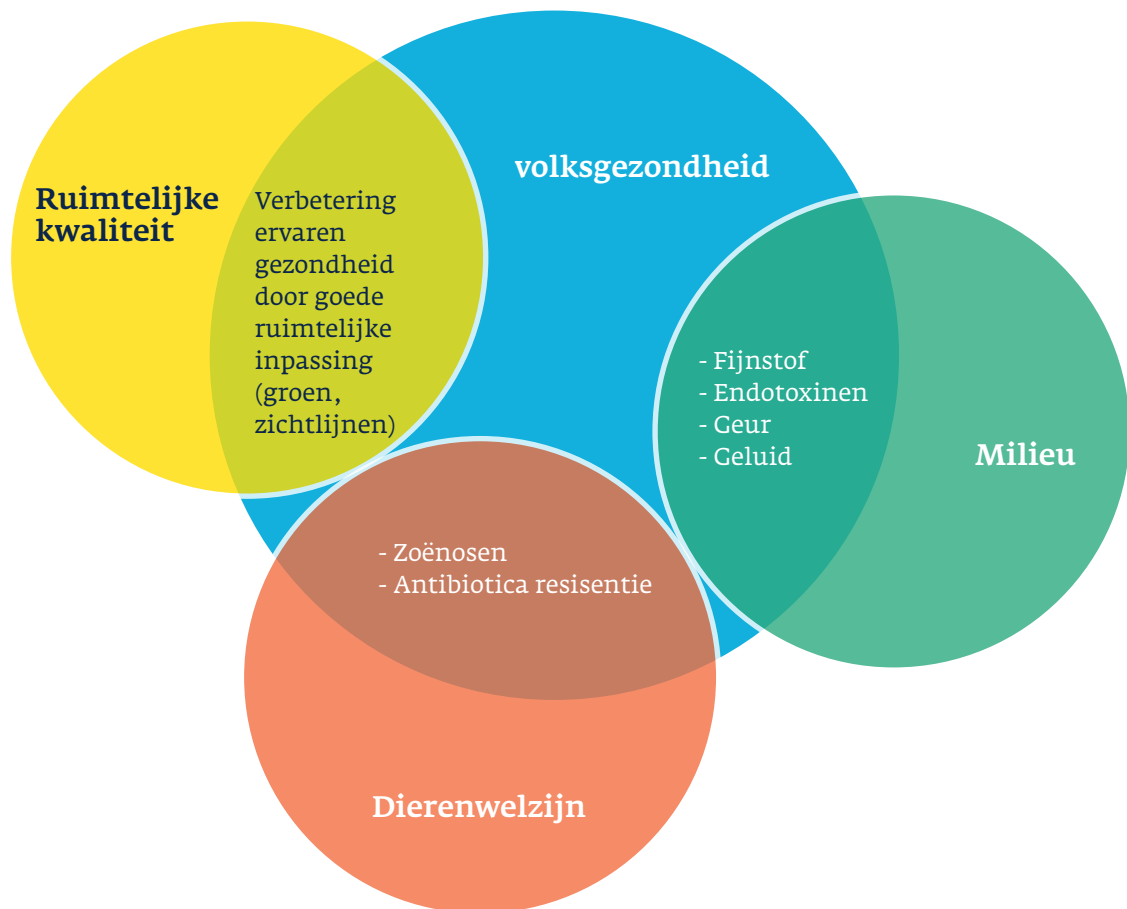 volksgezondheid
Ruimtelijke
kwaliteit
Verbetering
ervaren
gezondheid
door goede
ruimtelijke
inpassing
(groen,
zichtlijnen)
- Fijnstof
- Endotoxinen
- Geur
- Geluid
Milieu
- Zoënosen
- Antibiotica resisentie
Dierenwelzijn